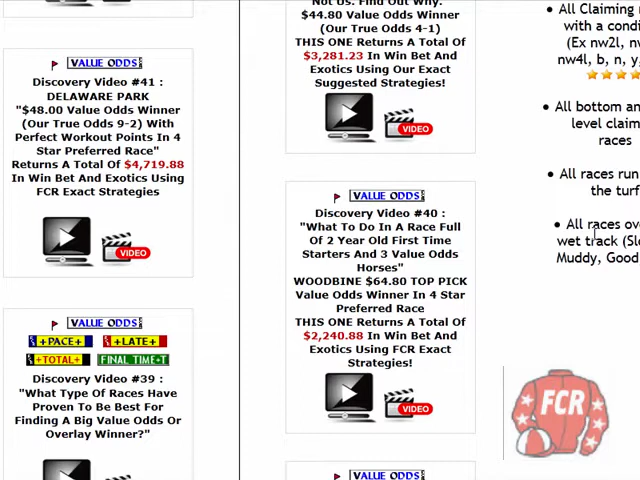 VALUE ODDS
Discovery Video #41 :
DELAWARE PARK
"$48.00 Value Odds Winner
(Our True Odds 9-2) With
Perfect Workout Points In 4
Star Preferred Race"
Returns A Total Of $4,719.88
In Win Bet And Exotics Using
FCR Exact Strategies
VIDEO
VALUE ODDS
+PACE+ +LATE+
+TOTAL+ FINAL TIME+T
Discovery Video #39 :
"What Type Of Races Have
Proven To Be Best For
Finding A Big Value Odds Or
Overlay Winner?"
Not Us. Find Out Why.
$44.80 Value Odds Winner
(Our True Odds 4-1)
THIS ONE Returns A Total Of
$3,281.23 In Win Bet And
Exotics Using Our Exact
Suggested Strategies!
VIDEO
VALUE ODDS
Discovery Video #40 :
"What To Do In A Race Full
Of 2 Year Old First Time
Starters And 3 Value Odds
Horses"
WOODBINE $64.80 TOP PICK
Value Odds Winner In 4 Star
Preferred Race
THIS ONE Returns A Total Of
$2,240.88 In Win Bet And
Exotics Using FCR Exact
Strategies!
VIDEO
VALUE ODDS
• All Claiming
with a condi
(Ex nw2l, nw
nw4l, b, n, y,
• All bottom an
level claim
races
• All races run
the turf
• All races ov
wet track (Sl
Muddy, Good
FCR